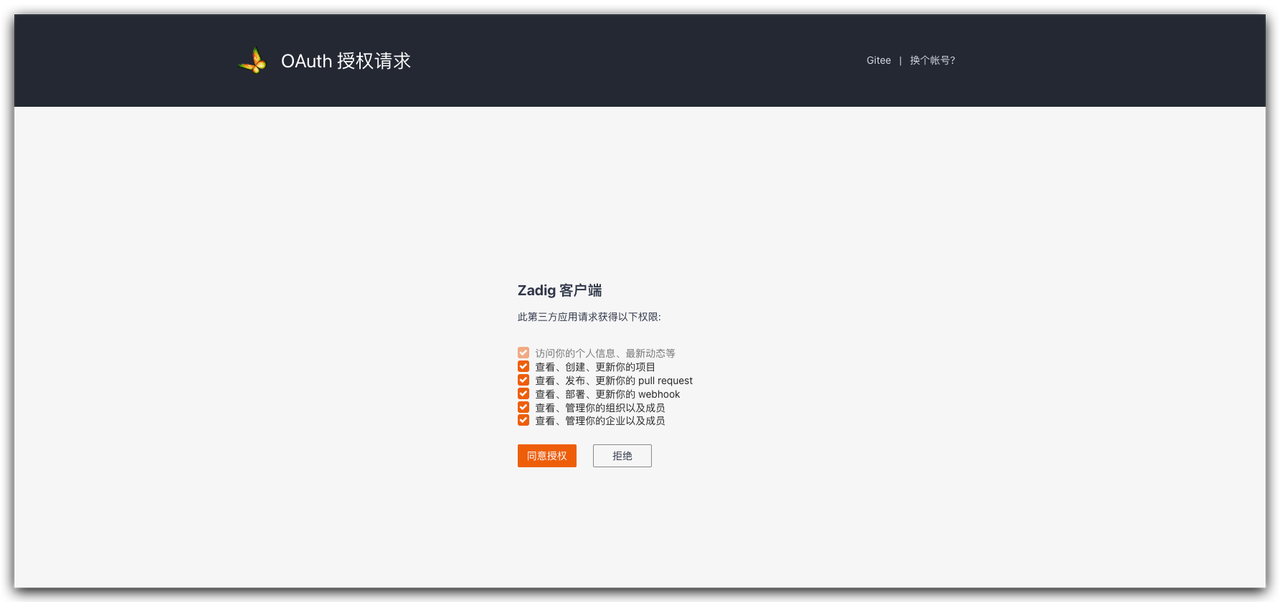 OAuth 授权请求
Gitee | 换个帐号?
Zadig 客户端
此第三方应用请求获得以下权限:
访问你的个人信息、最新动态等
查看、创建、更新你的项目
查看、发布、更新你的 pull request
查看、部署、更新你的 webhook
查看、管理你的组织以及成员
查看、管理你的企业以及成员
同意授权 拒绝